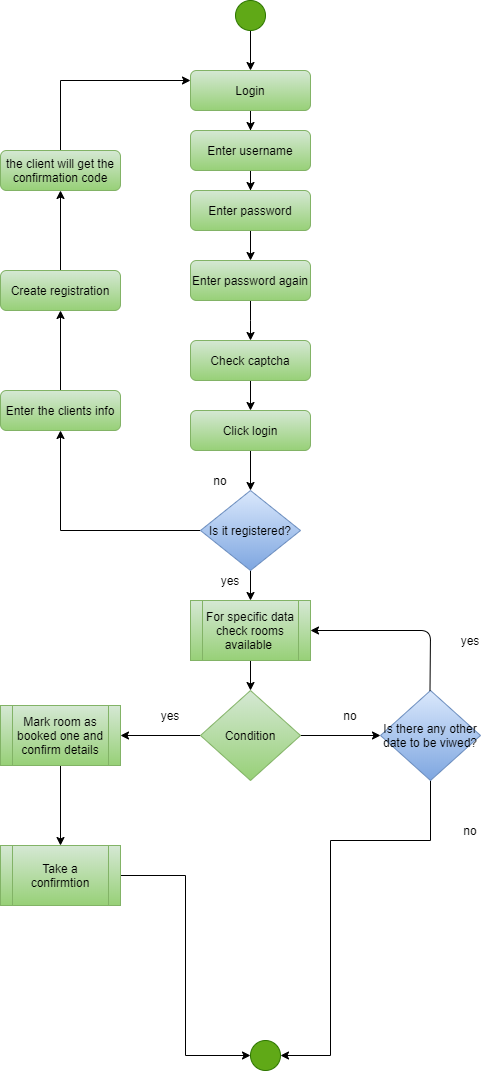 Login
Enter username
the client will get the
confirmation code
Enter password
Enter password again
Create registration
Check captcha
Enter the clients info
Click login
no
Is it registered?
yes
For specific data
check rooms
available
yes
yes
no
Mark room as
booked one and
confirm details
Condition
Is there any other
date to be viwed?
no
Take a
confirmtion